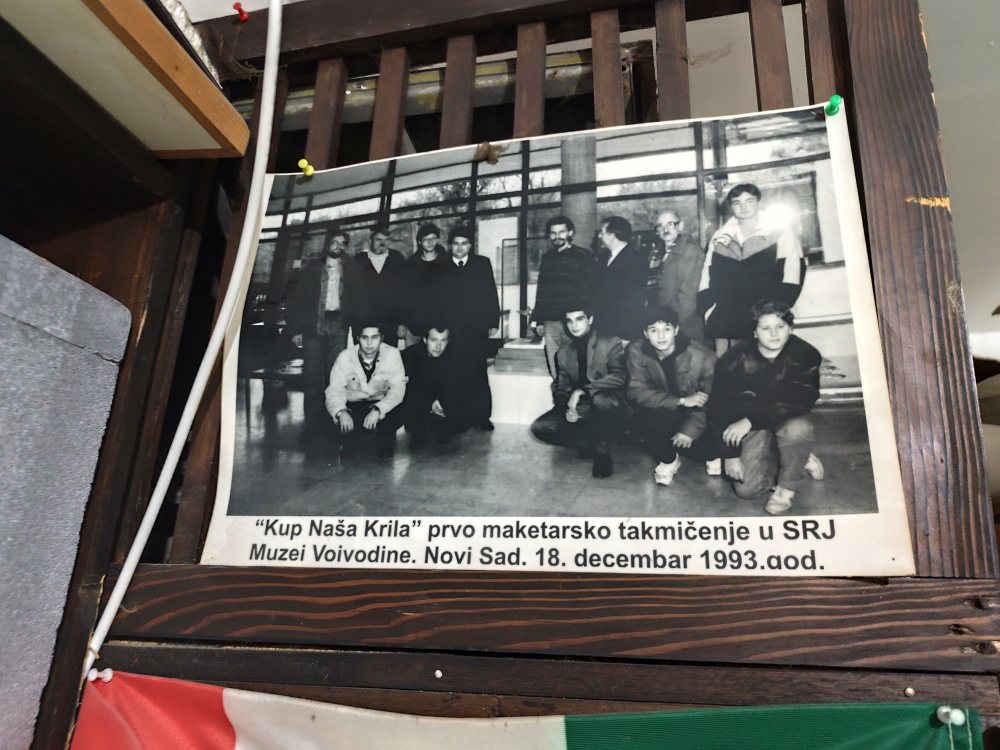 “Kup Naša Krila” prvo maketarsko takmičenje u SRJ
Muzej Vojvodine, Novi Sad, 18. decembar 1993.god.